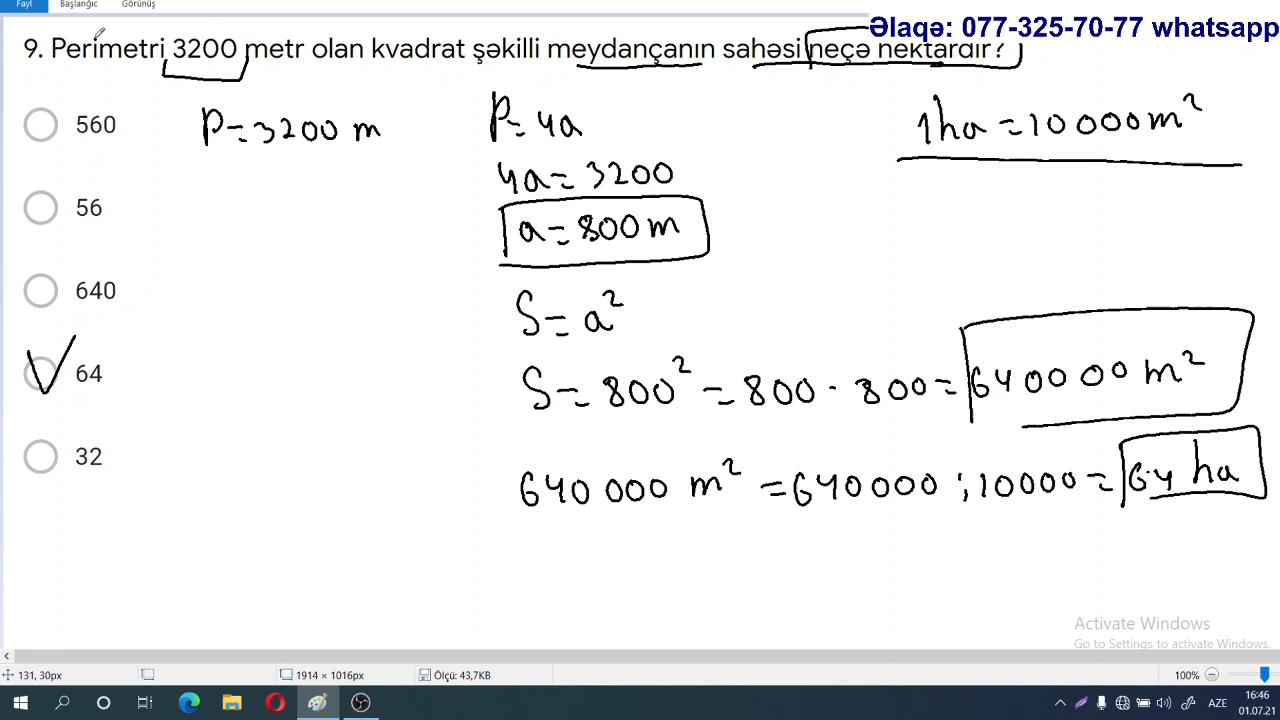 Fayl Başlanğıc Görünüş
Əlaqə: 077-325-70-77 whatsapp
9. Perimetri 3200 metr olan kvadrat şəkilli meydançanın sahəsi neçə hektardır?
560
56
640
64
32
P=3200 m
P=4a
4a=3200
a=800m
S=a²
S=800²=800·800=640000 m²
640 000 m²=640000:10000=64 ha
1ha=10000m²
Activate Windows
Go to Settings to activate Windows.
131, 30px 1914 × 1016px Ölçü: 43,7KB 100%
AZE 16:46
01.07.21